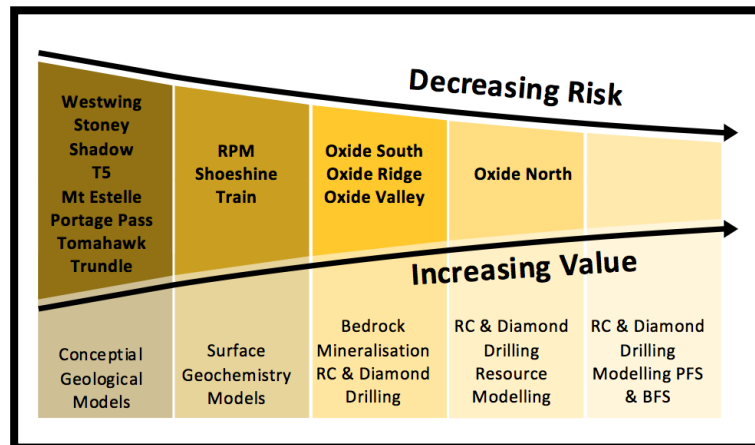 Decreasing Risk
Westwing
Stoney
Shadow
T5
Mt Estelle
Portage Pass
Tomahawk
Trundle
RPM
Shoeshine
Train
Oxide South
Oxide Ridge
Oxide Valley
Oxide North
Increasing Value
Conceptial
Geological
Models
Surface
Geochemistry
Models
Bedrock
Mineralisation
RC & Diamond
Drilling
RC & Diamond
Drilling
Resource
Modelling
RC & Diamond
Drilling
Modelling PFS
& BFS